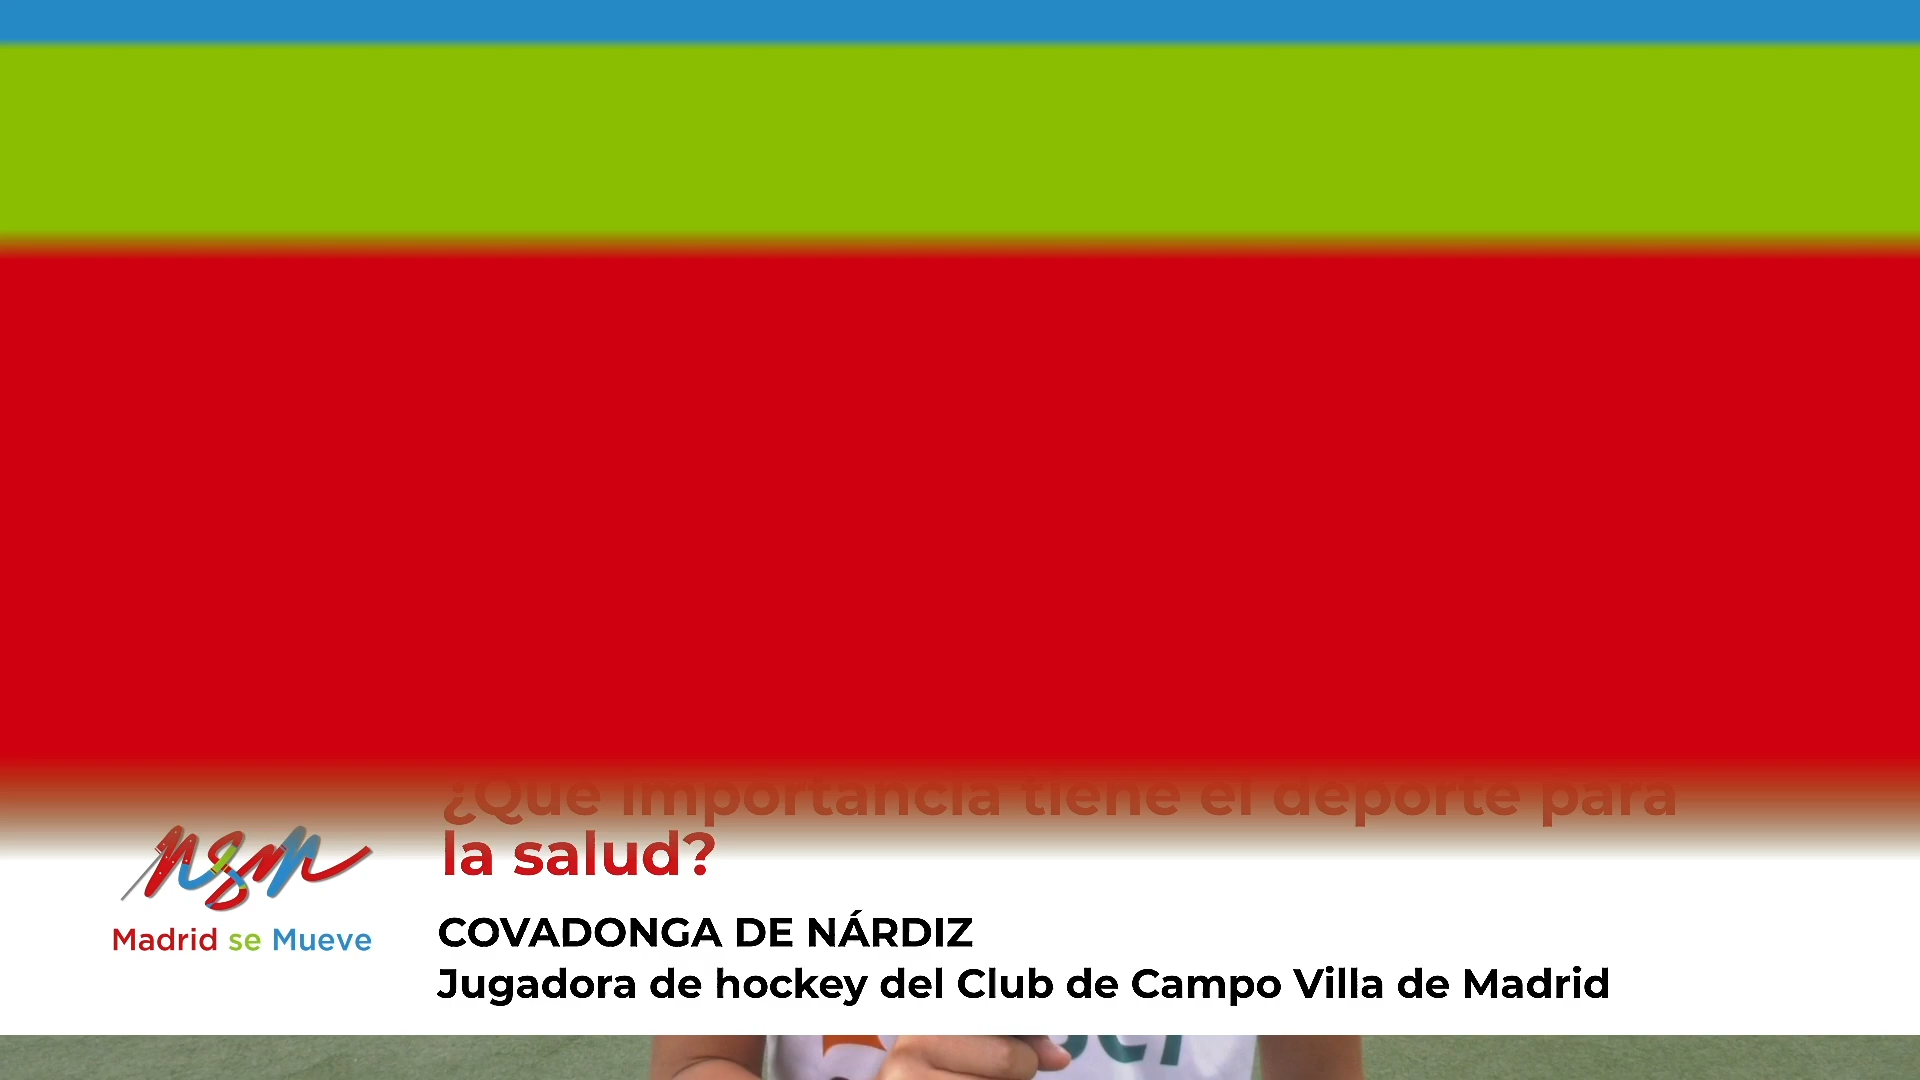 ¿Qué importancia tiene el deporte para
la salud?
nsm
Madrid se Mueve
COVADONGA DE NÁRDIZ
Jugadora de hockey del Club de Campo Villa de Madrid